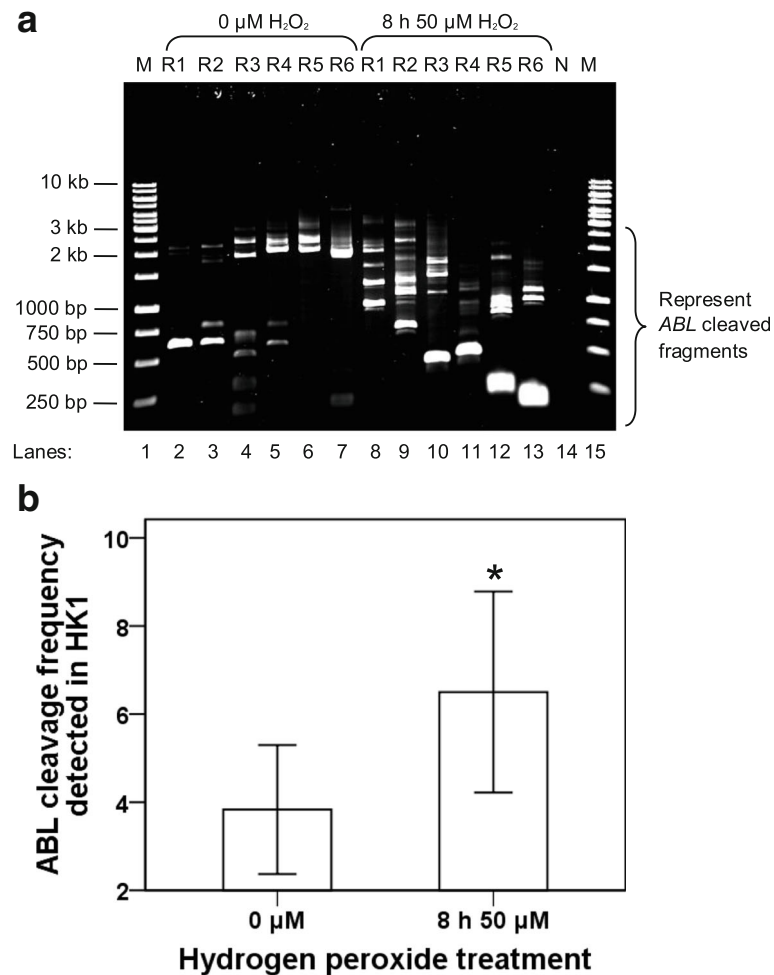 a
0 µM H₂O₂ 8 h 50 µM H₂O₂
M R1 R2 R3 R4 R5 R6 R1 R2 R3 R4 R5 R6 N M
10 kb
3 kb
2 kb
1000 bp
750 bp
500 bp
250 bp
Represent
ABL cleaved
fragments
Lanes: 1 2 3 4 5 6 7 8 9 10 11 12 13 14 15
b
ABL cleavage frequency
detected in HK1
10
8
6
4
2
*
0 µM 8 h 50 µM
Hydrogen peroxide treatment